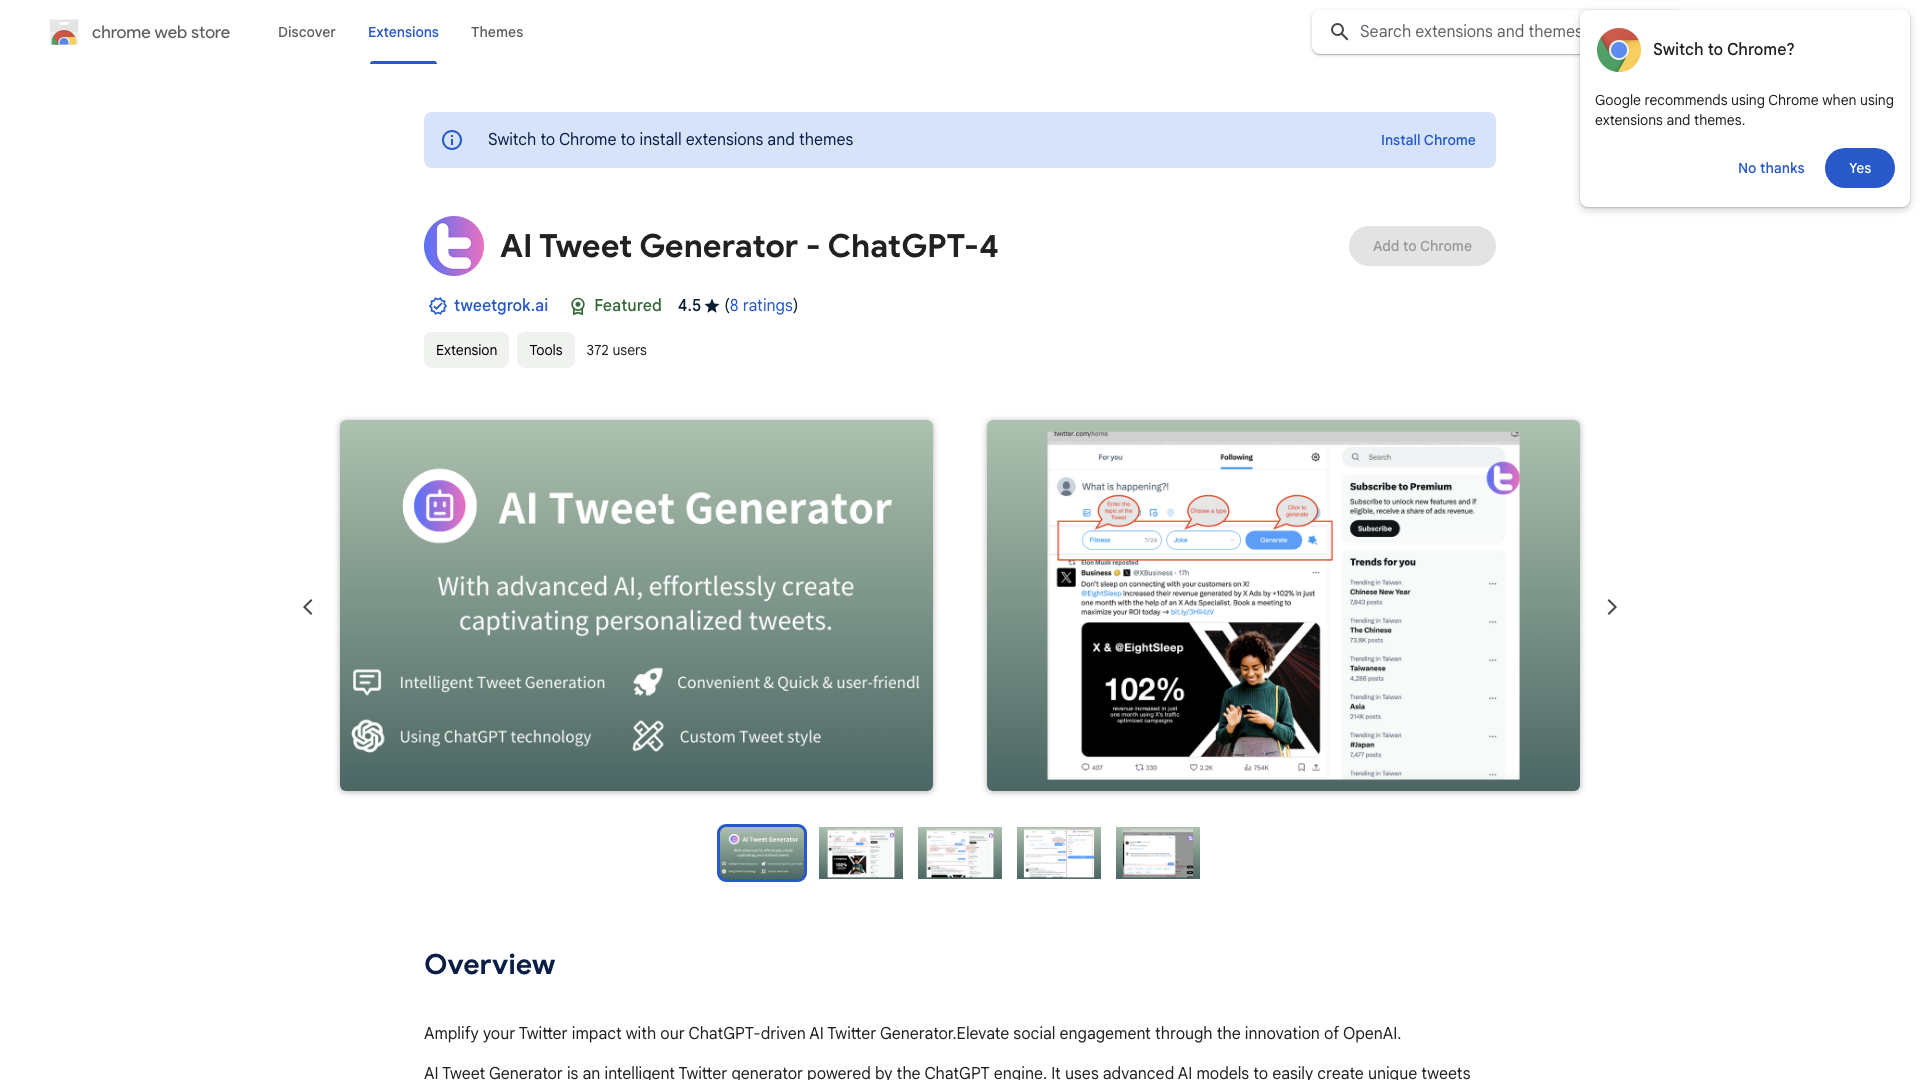 chrome web store
Discover
Extensions
Themes
Search extensions and themes
Switch to Chrome?
Google recommends using Chrome when using
extensions and themes.
No thanks
Yes
Switch to Chrome to install extensions and themes
Install Chrome
AI Tweet Generator - ChatGPT-4
Add to Chrome
tweetgrok.ai
Featured
4.5 ★ (8 ratings)
Extension
Tools
372 users
AI Tweet Generator
With advanced AI, effortlessly create
captivating personalized tweets.
Intelligent Tweet Generation
Convenient & Quick & user-friendl
Using ChatGPT technology
Custom Tweet style
twitter.com/home
For you
Following
Search
What is happening?!
Enter the
topic of the
Tweet
Choose a type
Click to
generate
Fitness
7/24
Joke
Generate
Elon Musk reposted
Business @XBusiness · 17h
Don't sleep on connecting with your customers on X!
@EightSleep increased their revenue generated by X Ads by +102% in just
one month with the help of an X Ads Specialist. Book a meeting to
maximize your ROI today → bit.ly/3Hli4zV
X & @EightSleep
102%
revenue increased in just
one month using X's traffic
optimized campaigns
407
330
2.2K
754K
Subscribe to Premium
Subscribe to unlock new features and if
eligible, receive a share of ads revenue.
Subscribe
Trends for you
Trending in Taiwan
Chinese New Year
7,643 posts
Trending in Taiwan
The Chinese
73.8K posts
Trending in Taiwan
Taiwanese
4,286 posts
Trending in Taiwan
Asia
214K posts
Trending in Taiwan
#Japan
7,477 posts
Trending in Taiwan
AI Tweet Generator
With advanced AI, effortlessly create
captivating personalized tweets.
102%
Overview
Amplify your Twitter impact with our ChatGPT-driven AI Twitter Generator.Elevate social engagement through the innovation of OpenAI.
AI Tweet Generator is an intelligent Twitter generator powered by the ChatGPT engine. It uses advanced AI models to easily create unique tweets